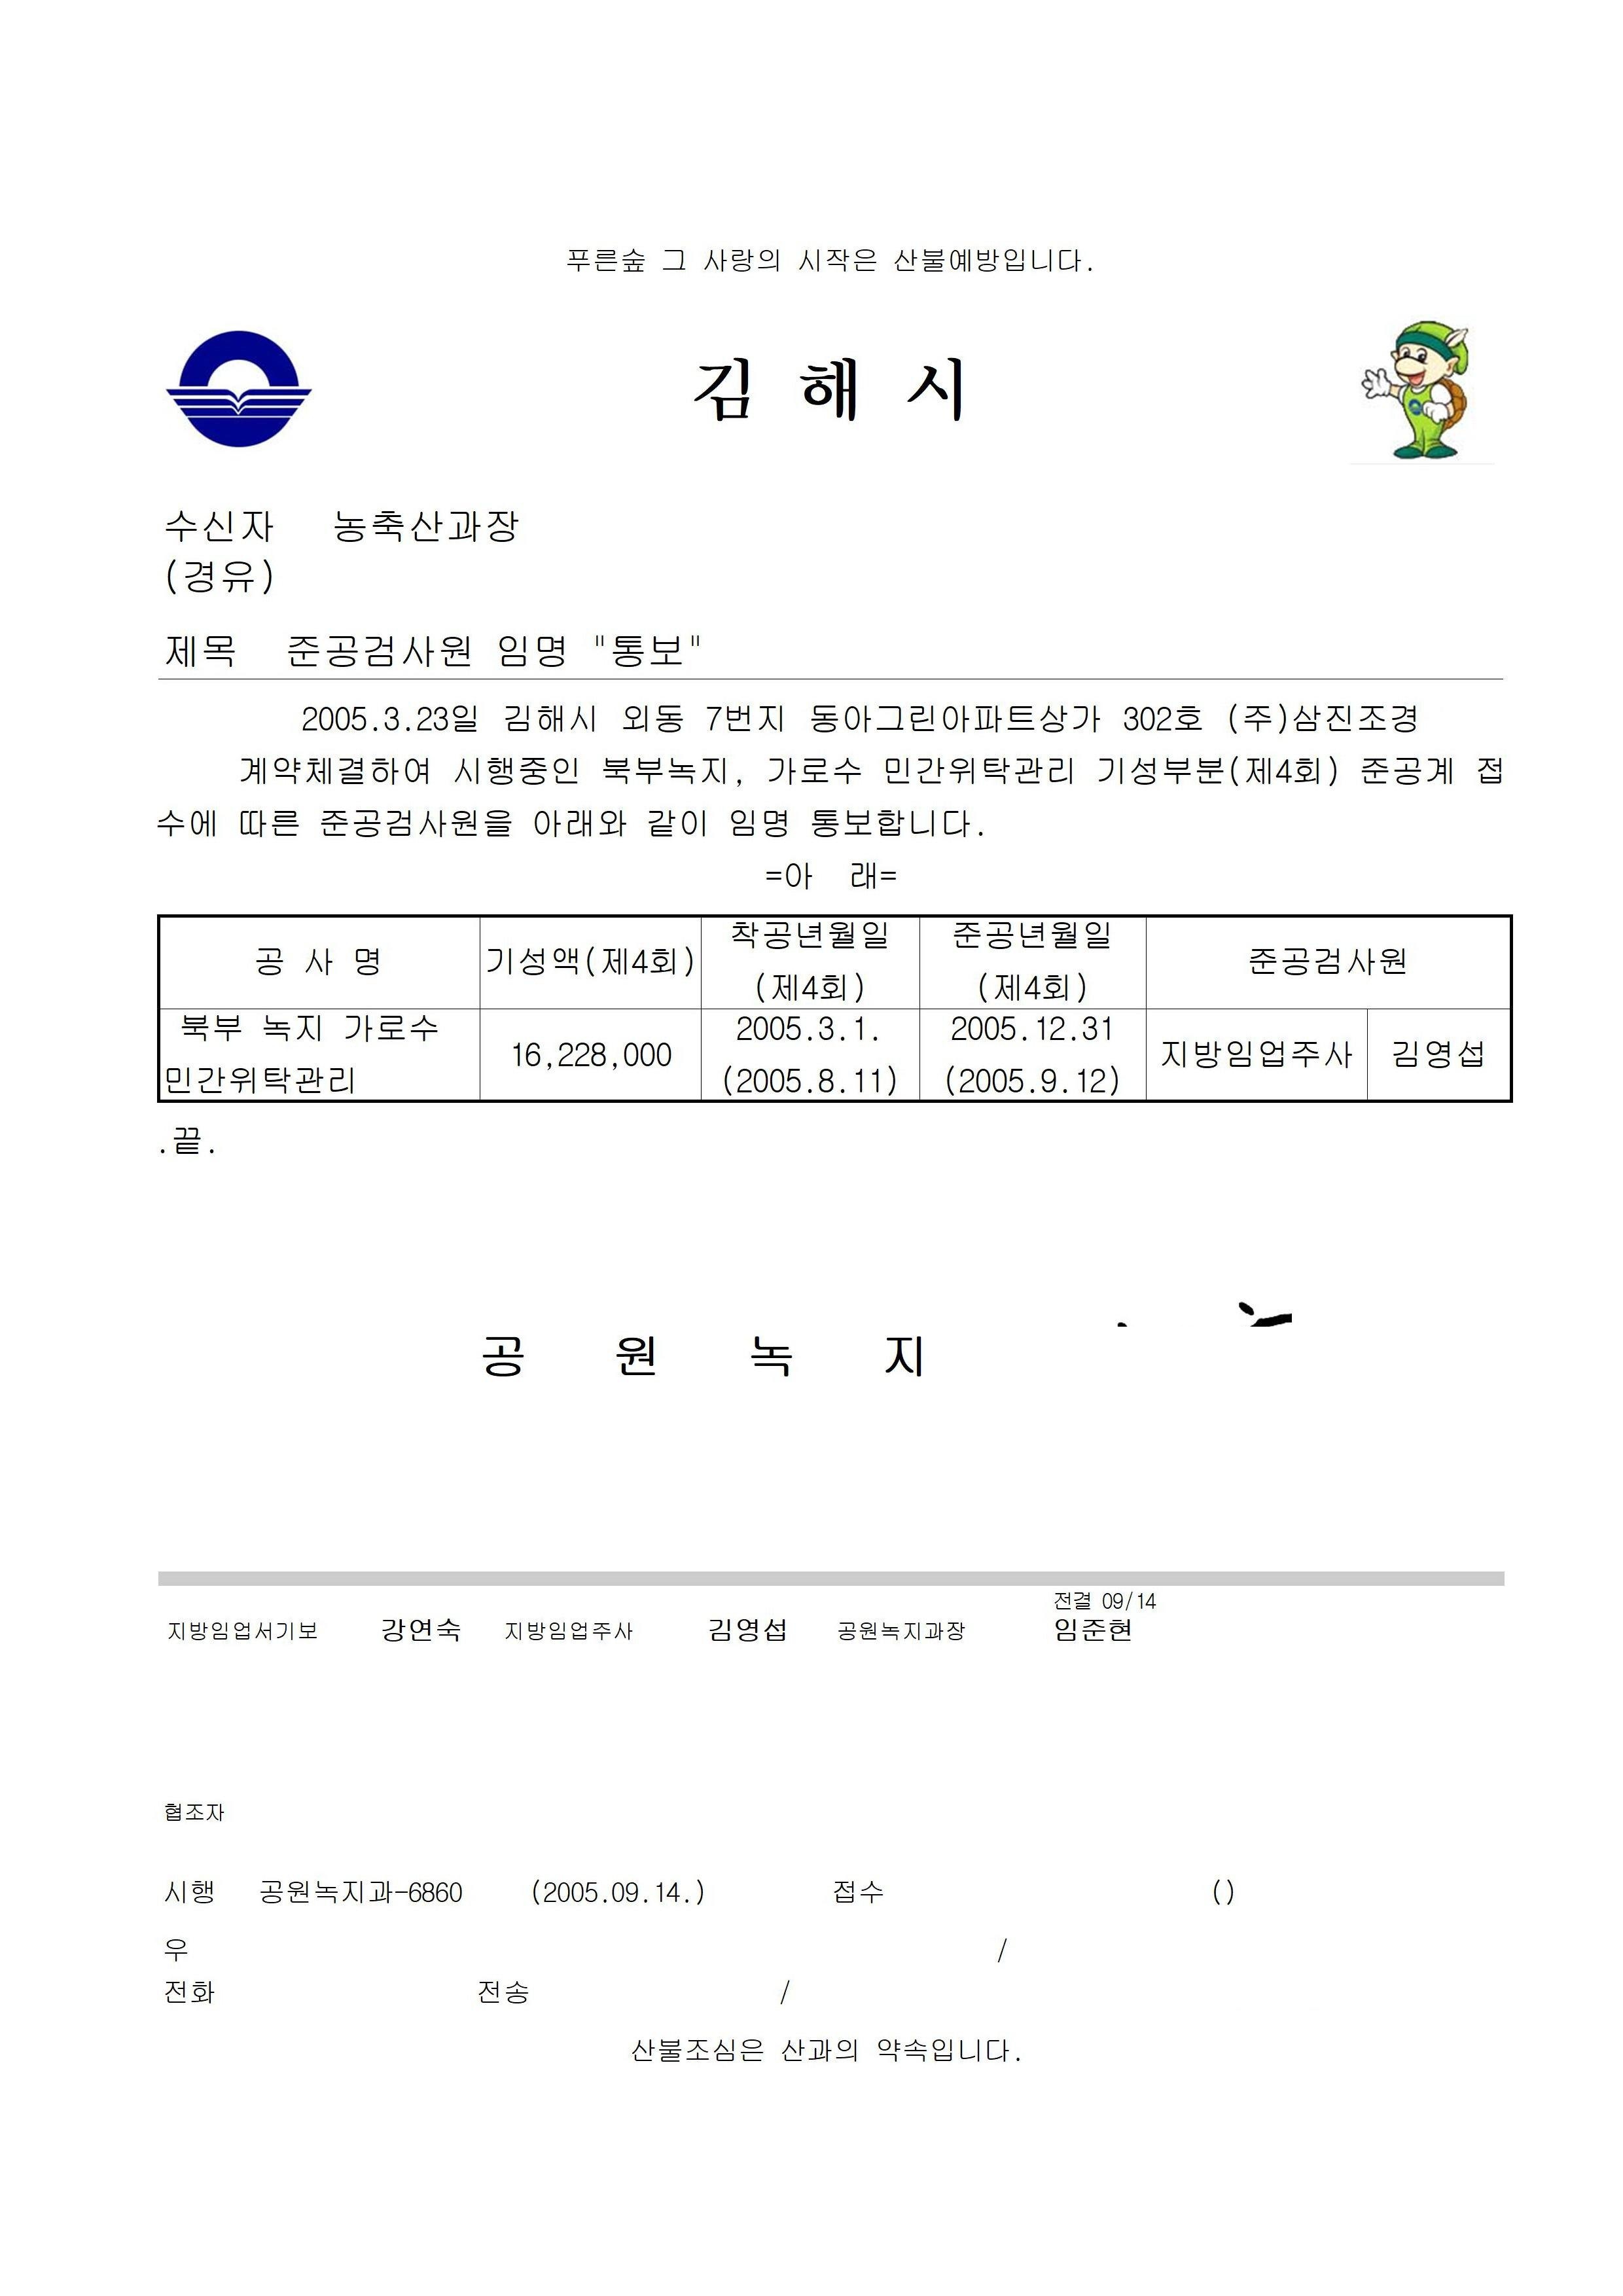 푸른숲 그 사랑의 시작은 산불예방입니다.
김 해 시
수신자 농축산과장
(경유)
제목 준공검사원 임명 "통보"
2005.3.23일 김해시 외동 7번지 동아그린아파트상가 302호 (주)삼진조경
계약체결하여 시행중인 북부녹지, 가로수 민간위탁관리 기성부분(제4회) 준공계 접
수에 따른 준공검사원을 아래와 같이 임명 통보합니다.
=아 래=
공 사 명 기성액(제4회) 착공년월일 (제4회) 준공년월일 (제4회) 준공검사원
북부 녹지 가로수 민간위탁관리 16,228,000 2005.3.1. (2005.8.11) 2005.12.31 (2005.9.12) 지방임업주사 김영섭
.끝.
공 원 녹 지
전결 09/14
지방임업서기보 강연숙 지방임업주사 김영섭 공원녹지과장 임준현
협조자
시행 공원녹지과-6860 (2005.09.14.) 접수 ()
우 /
전화 전송 /
산불조심은 산과의 약속입니다.